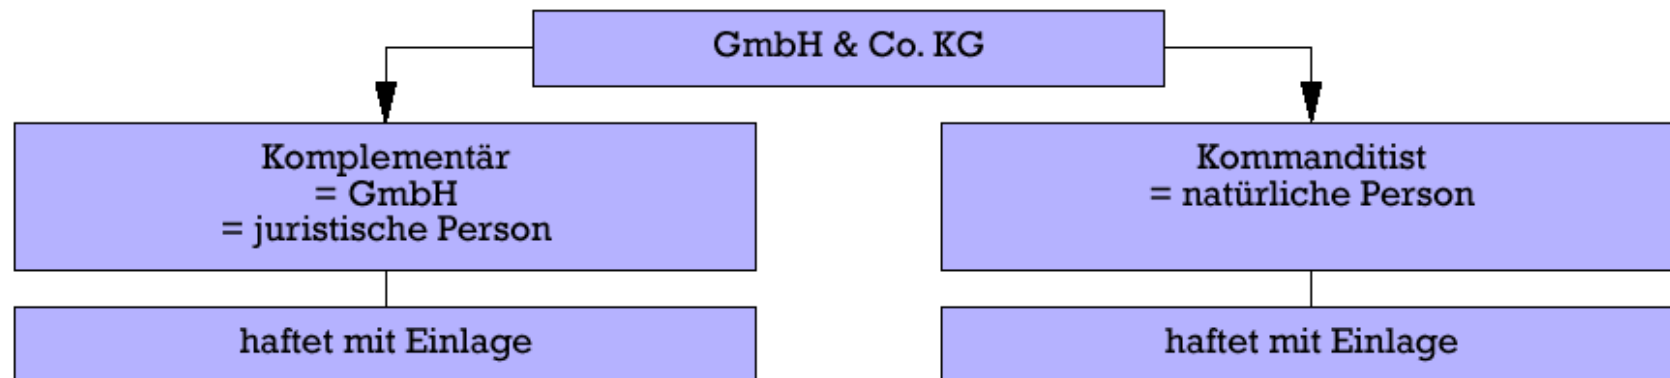 GmbH & Co. KG
Komplementär
= GmbH
= juristische Person
Kommanditist
= natürliche Person
haftet mit Einlage
haftet mit Einlage